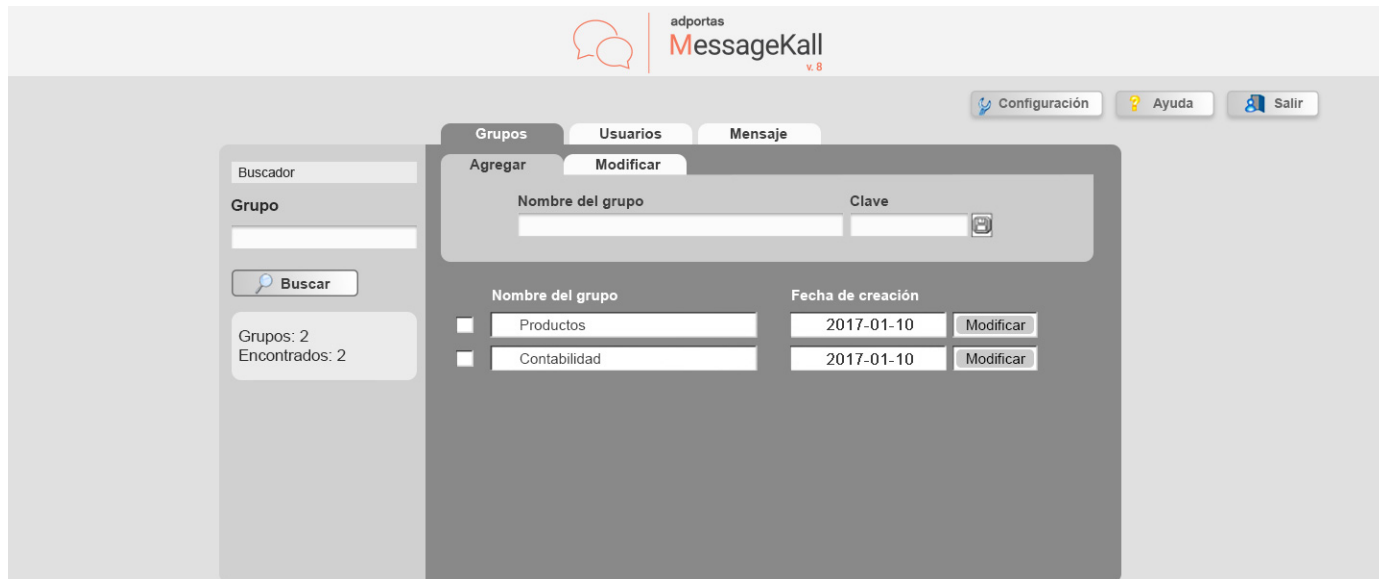 adportas
MessageKall
v. 8
Configuración
Ayuda
Salir
Grupos
Usuarios
Mensaje
Buscador
Grupo
Buscar
Grupos: 2
Encontrados: 2
Agregar
Modificar
Nombre del grupo
Clave
Nombre del grupo
Fecha de creación
Productos
2017-01-10
Modificar
Contabilidad
2017-01-10
Modificar